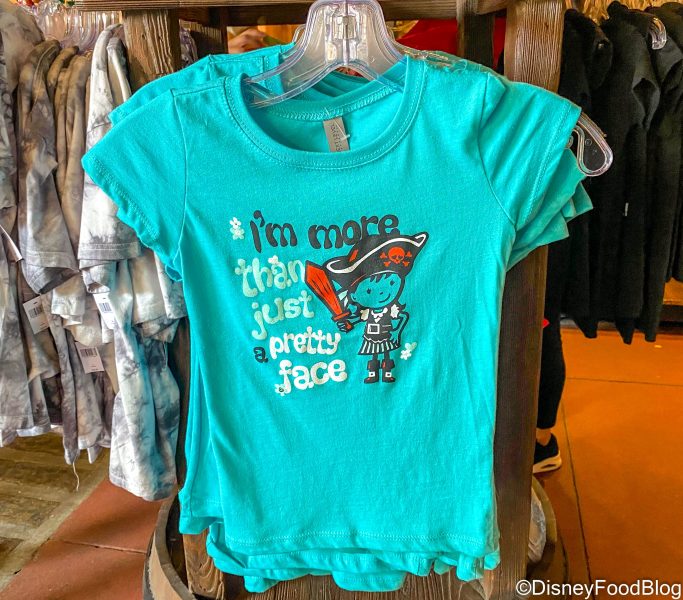 I'm more
than
just
a pretty
face
©DisneyFoodBlog